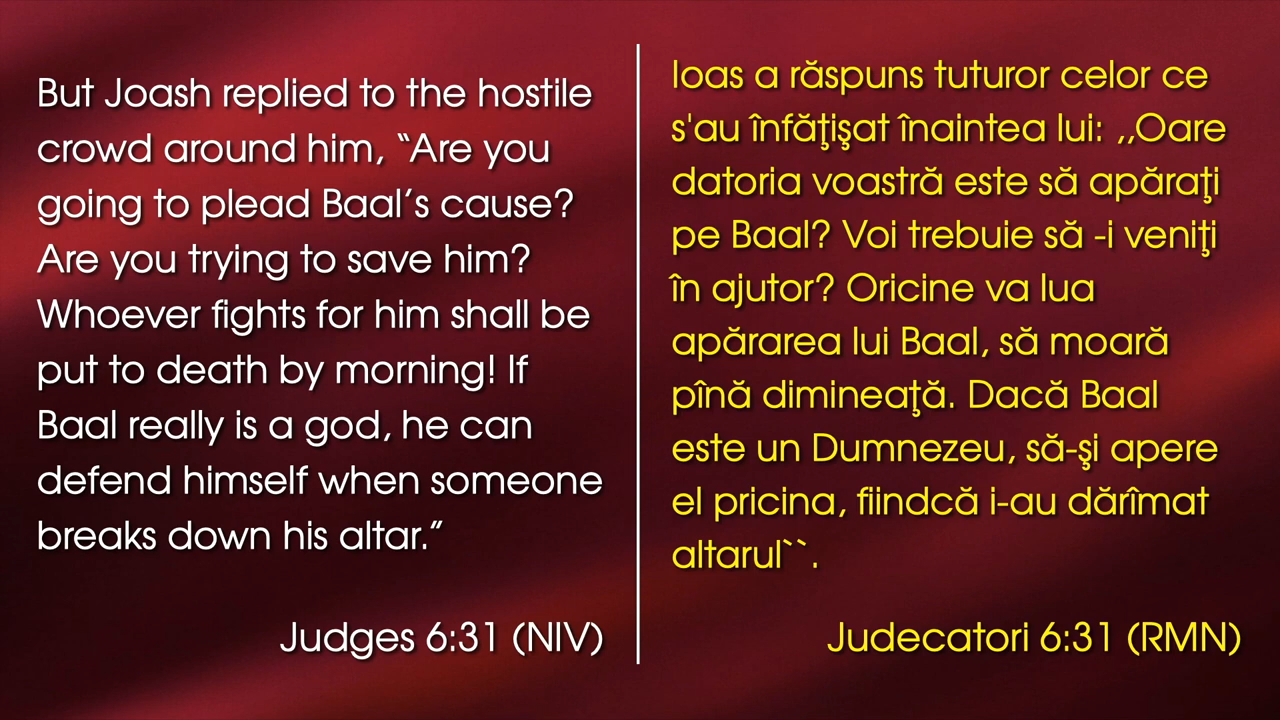 But Joash replied to the hostile
crowd around him, “Are you
going to plead Baal’s cause?
Are you trying to save him?
Whoever fights for him shall be
put to death by morning! If
Baal really is a god, he can
defend himself when someone
breaks down his altar.”
Judges 6:31 (NIV)
Ioas a răspuns tuturor celor ce
s'au înfăţişat înaintea lui: ,,Oare
datoria voastră este să apăraţi
pe Baal? Voi trebuie să -i veniţi
în ajutor? Oricine va lua
apărarea lui Baal, să moară
pînă dimineaţă. Dacă Baal
este un Dumnezeu, să-şi apere
el pricina, fiindcă i-au dărîmat
altarul``.
Judecatori 6:31 (RMN)